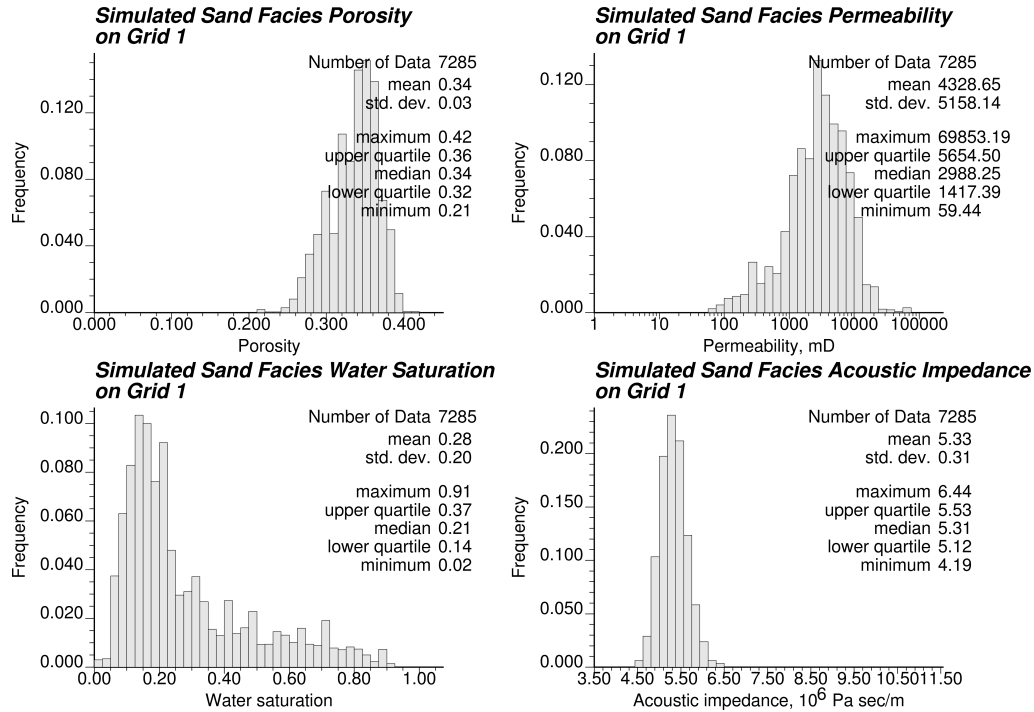 Simulated Sand Facies Porosity
on Grid 1
Number of Data 7285
mean 0.34
std. dev. 0.03
maximum 0.42
upper quartile 0.36
median 0.34
lower quartile 0.32
minimum 0.21
Frequency
0.120
0.080
0.040
0.000
0.000 0.100 0.200 0.300 0.400
Porosity
Simulated Sand Facies Permeability
on Grid 1
Number of Data 7285
mean 4328.65
std. dev. 5158.14
maximum 69853.19
upper quartile 5654.50
median 2988.25
lower quartile 1417.39
minimum 59.44
Frequency
0.120
0.080
0.040
0.000
1 10 100 1000 10000 100000
Permeability, mD
Simulated Sand Facies Water Saturation
on Grid 1
Number of Data 7285
mean 0.28
std. dev. 0.20
maximum 0.91
upper quartile 0.37
median 0.21
lower quartile 0.14
minimum 0.02
Frequency
0.100
0.080
0.060
0.040
0.020
0.000
0.00 0.20 0.40 0.60 0.80 1.00
Water saturation
Simulated Sand Facies Acoustic Impedance
on Grid 1
Number of Data 7285
mean 5.33
std. dev. 0.31
maximum 6.44
upper quartile 5.53
median 5.31
lower quartile 5.12
minimum 4.19
Frequency
0.200
0.150
0.100
0.050
0.000
3.50 4.50 5.50 6.50 7.50 8.50 9.50 10.50 11.50
Acoustic impedance, 10⁶ Pa sec/m